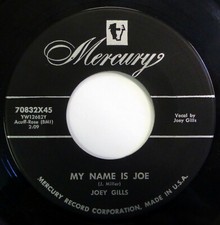 Mercury
70832X45
YW12682Y
Acuff-Rose (BMI)
2:09
Vocal by
Joey Gills
MY NAME IS JOE
(J. Miller)
JOEY GILLS
MERCURY RECORD CORPORATION, MADE IN U.S.A.